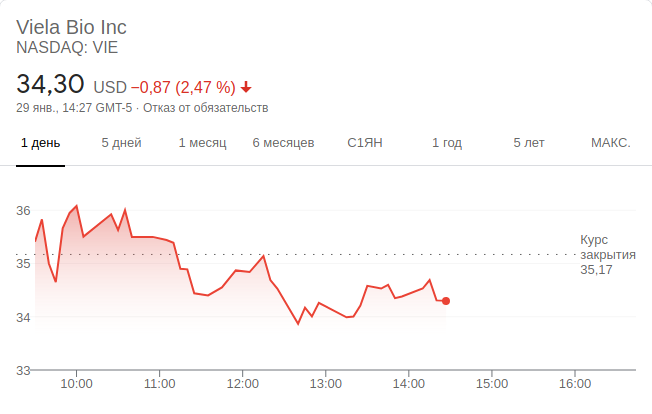 Viela Bio Inc
NASDAQ: VIE
34,30 USD −0,87 (2,47 %)
29 янв., 14:27 GMT-5 · Отказ от обязательств
1 день 5 дней 1 месяц 6 месяцев С1ЯН 1 год 5 лет МАКС.
36
35
34
33
Курс
закрытия
35,17
10:00 11:00 12:00 13:00 14:00 15:00 16:00